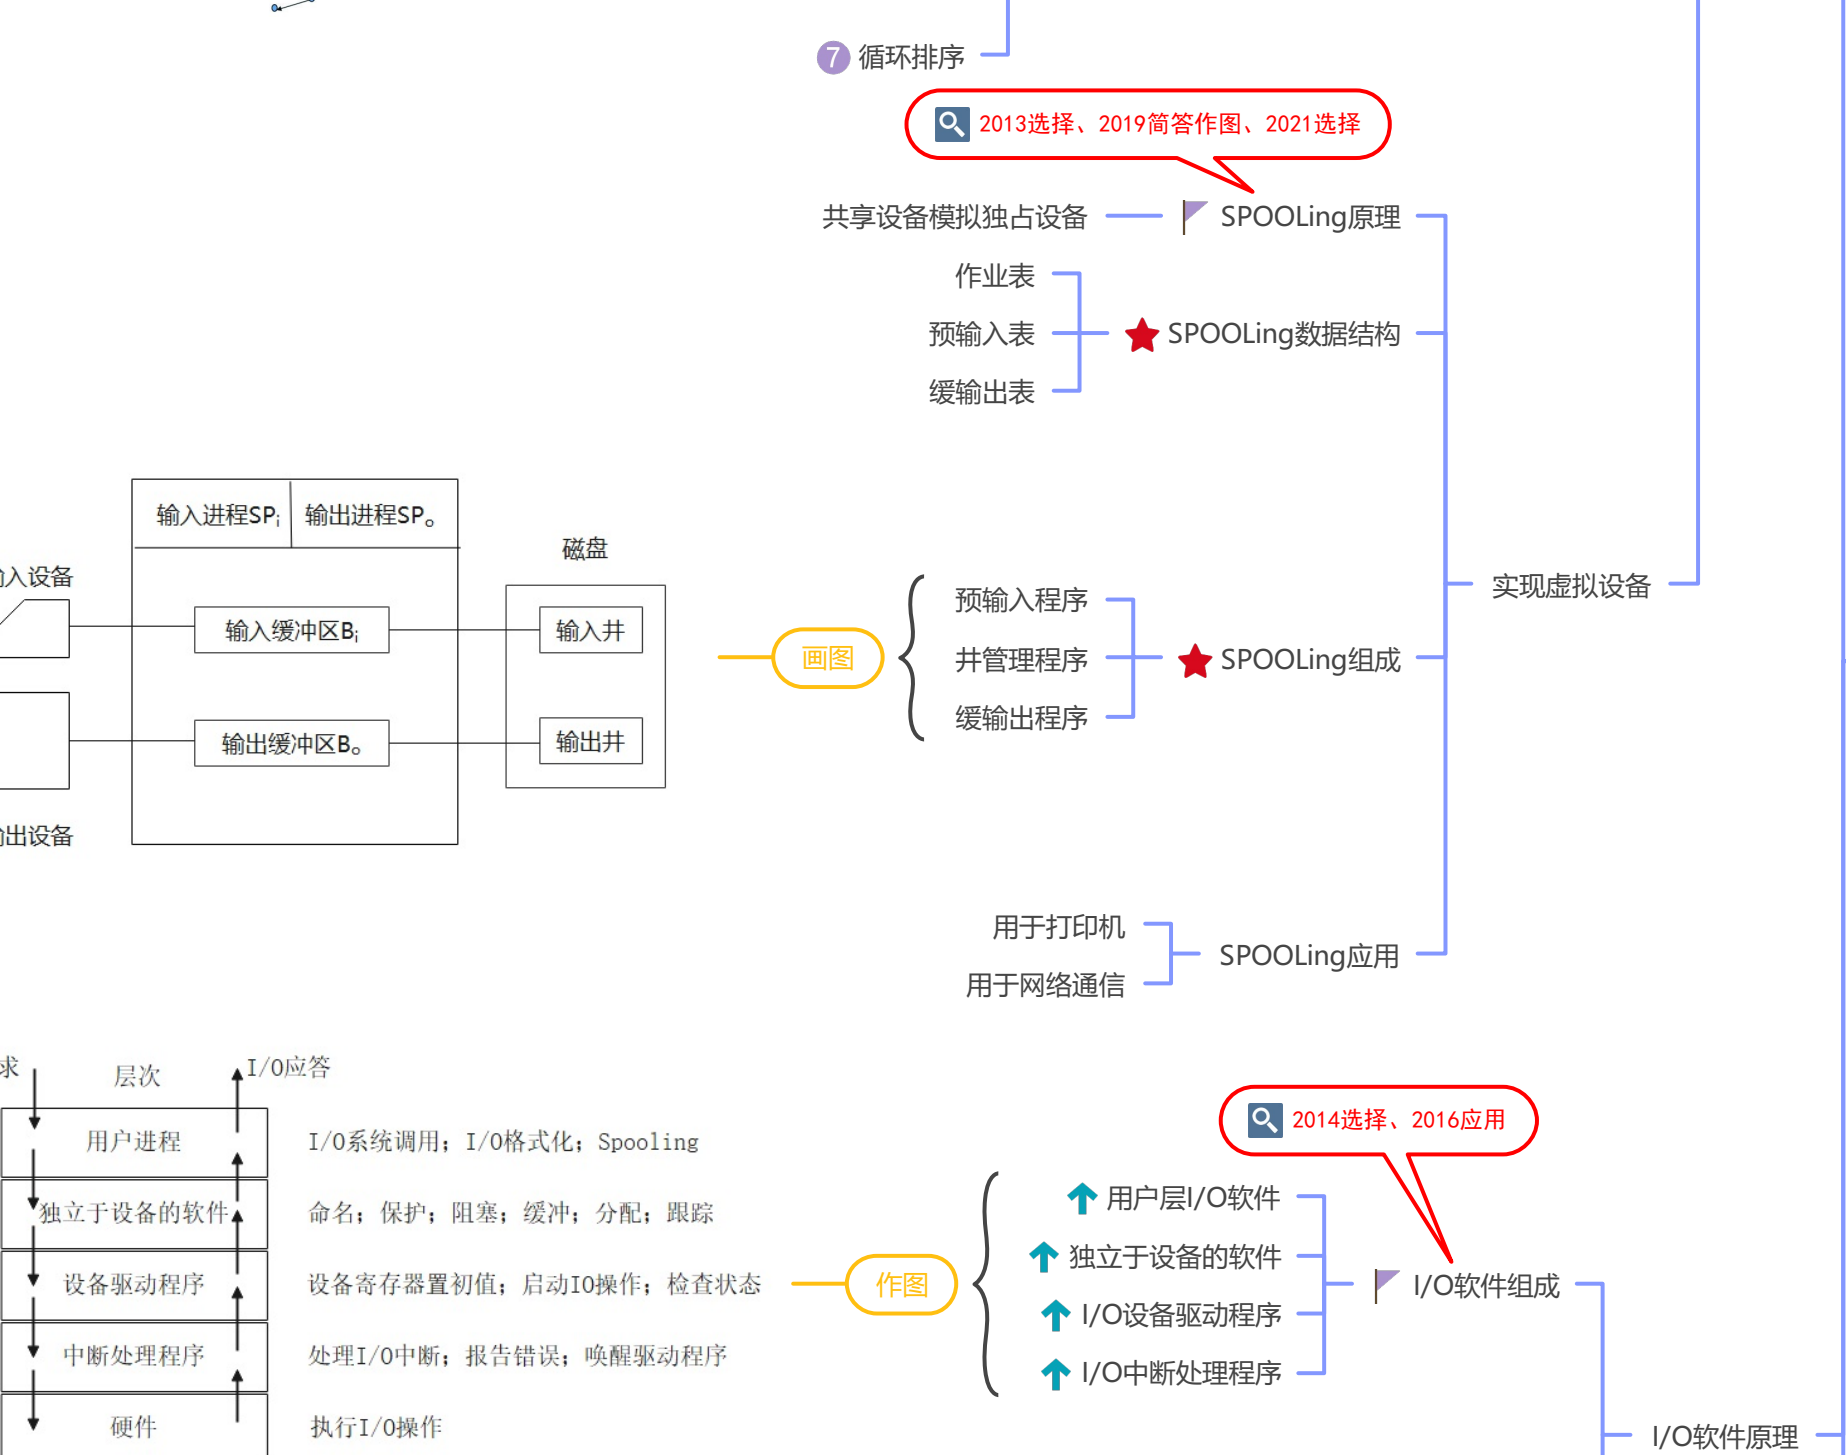 7 循环排序
2013选择、2019简答作图、2021选择
共享设备模拟独占设备
SPOOLing原理
作业表
预输入表
SPOOLing数据结构
缓输出表
输入进程SPi
输出进程SP。
磁盘
入设备
输入缓冲区Bi
输入井
输出缓冲区B。
输出井
出设备
画图
预输入程序
井管理程序
缓输出程序
SPOOLing组成
实现虚拟设备
用于打印机
用于网络通信
SPOOLing应用
求
层次
I/O应答
用户进程
I/O系统调用；I/O格式化；Spooling
独立于设备的软件
命名；保护；阻塞；缓冲；分配；跟踪
设备驱动程序
设备寄存器置初值；启动IO操作；检查状态
中断处理程序
处理I/O中断；报告错误；唤醒驱动程序
硬件
执行I/O操作
作图
2014选择、2016应用
用户层I/O软件
独立于设备的软件
I/O设备驱动程序
I/O中断处理程序
I/O软件组成
I/O软件原理